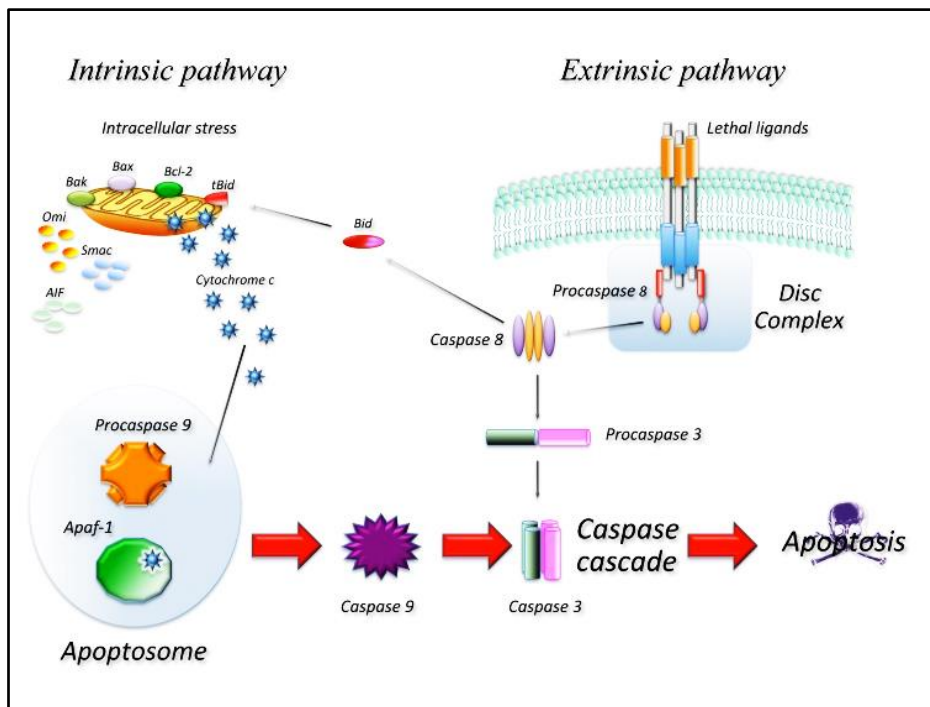 Intrinsic pathway
Extrinsic pathway
Intracellular stress
Lethal ligands
Bax
Bcl-2
Bak
tBid
Omi
Bid
Smac
Cytochrome c
AIF
Procaspase 8
Disc
Complex
Caspase 8
Procaspase 9
Procaspase 3
Apaf-1
Caspase
cascade
Apoptosis
Caspase 9
Caspase 3
Apoptosome